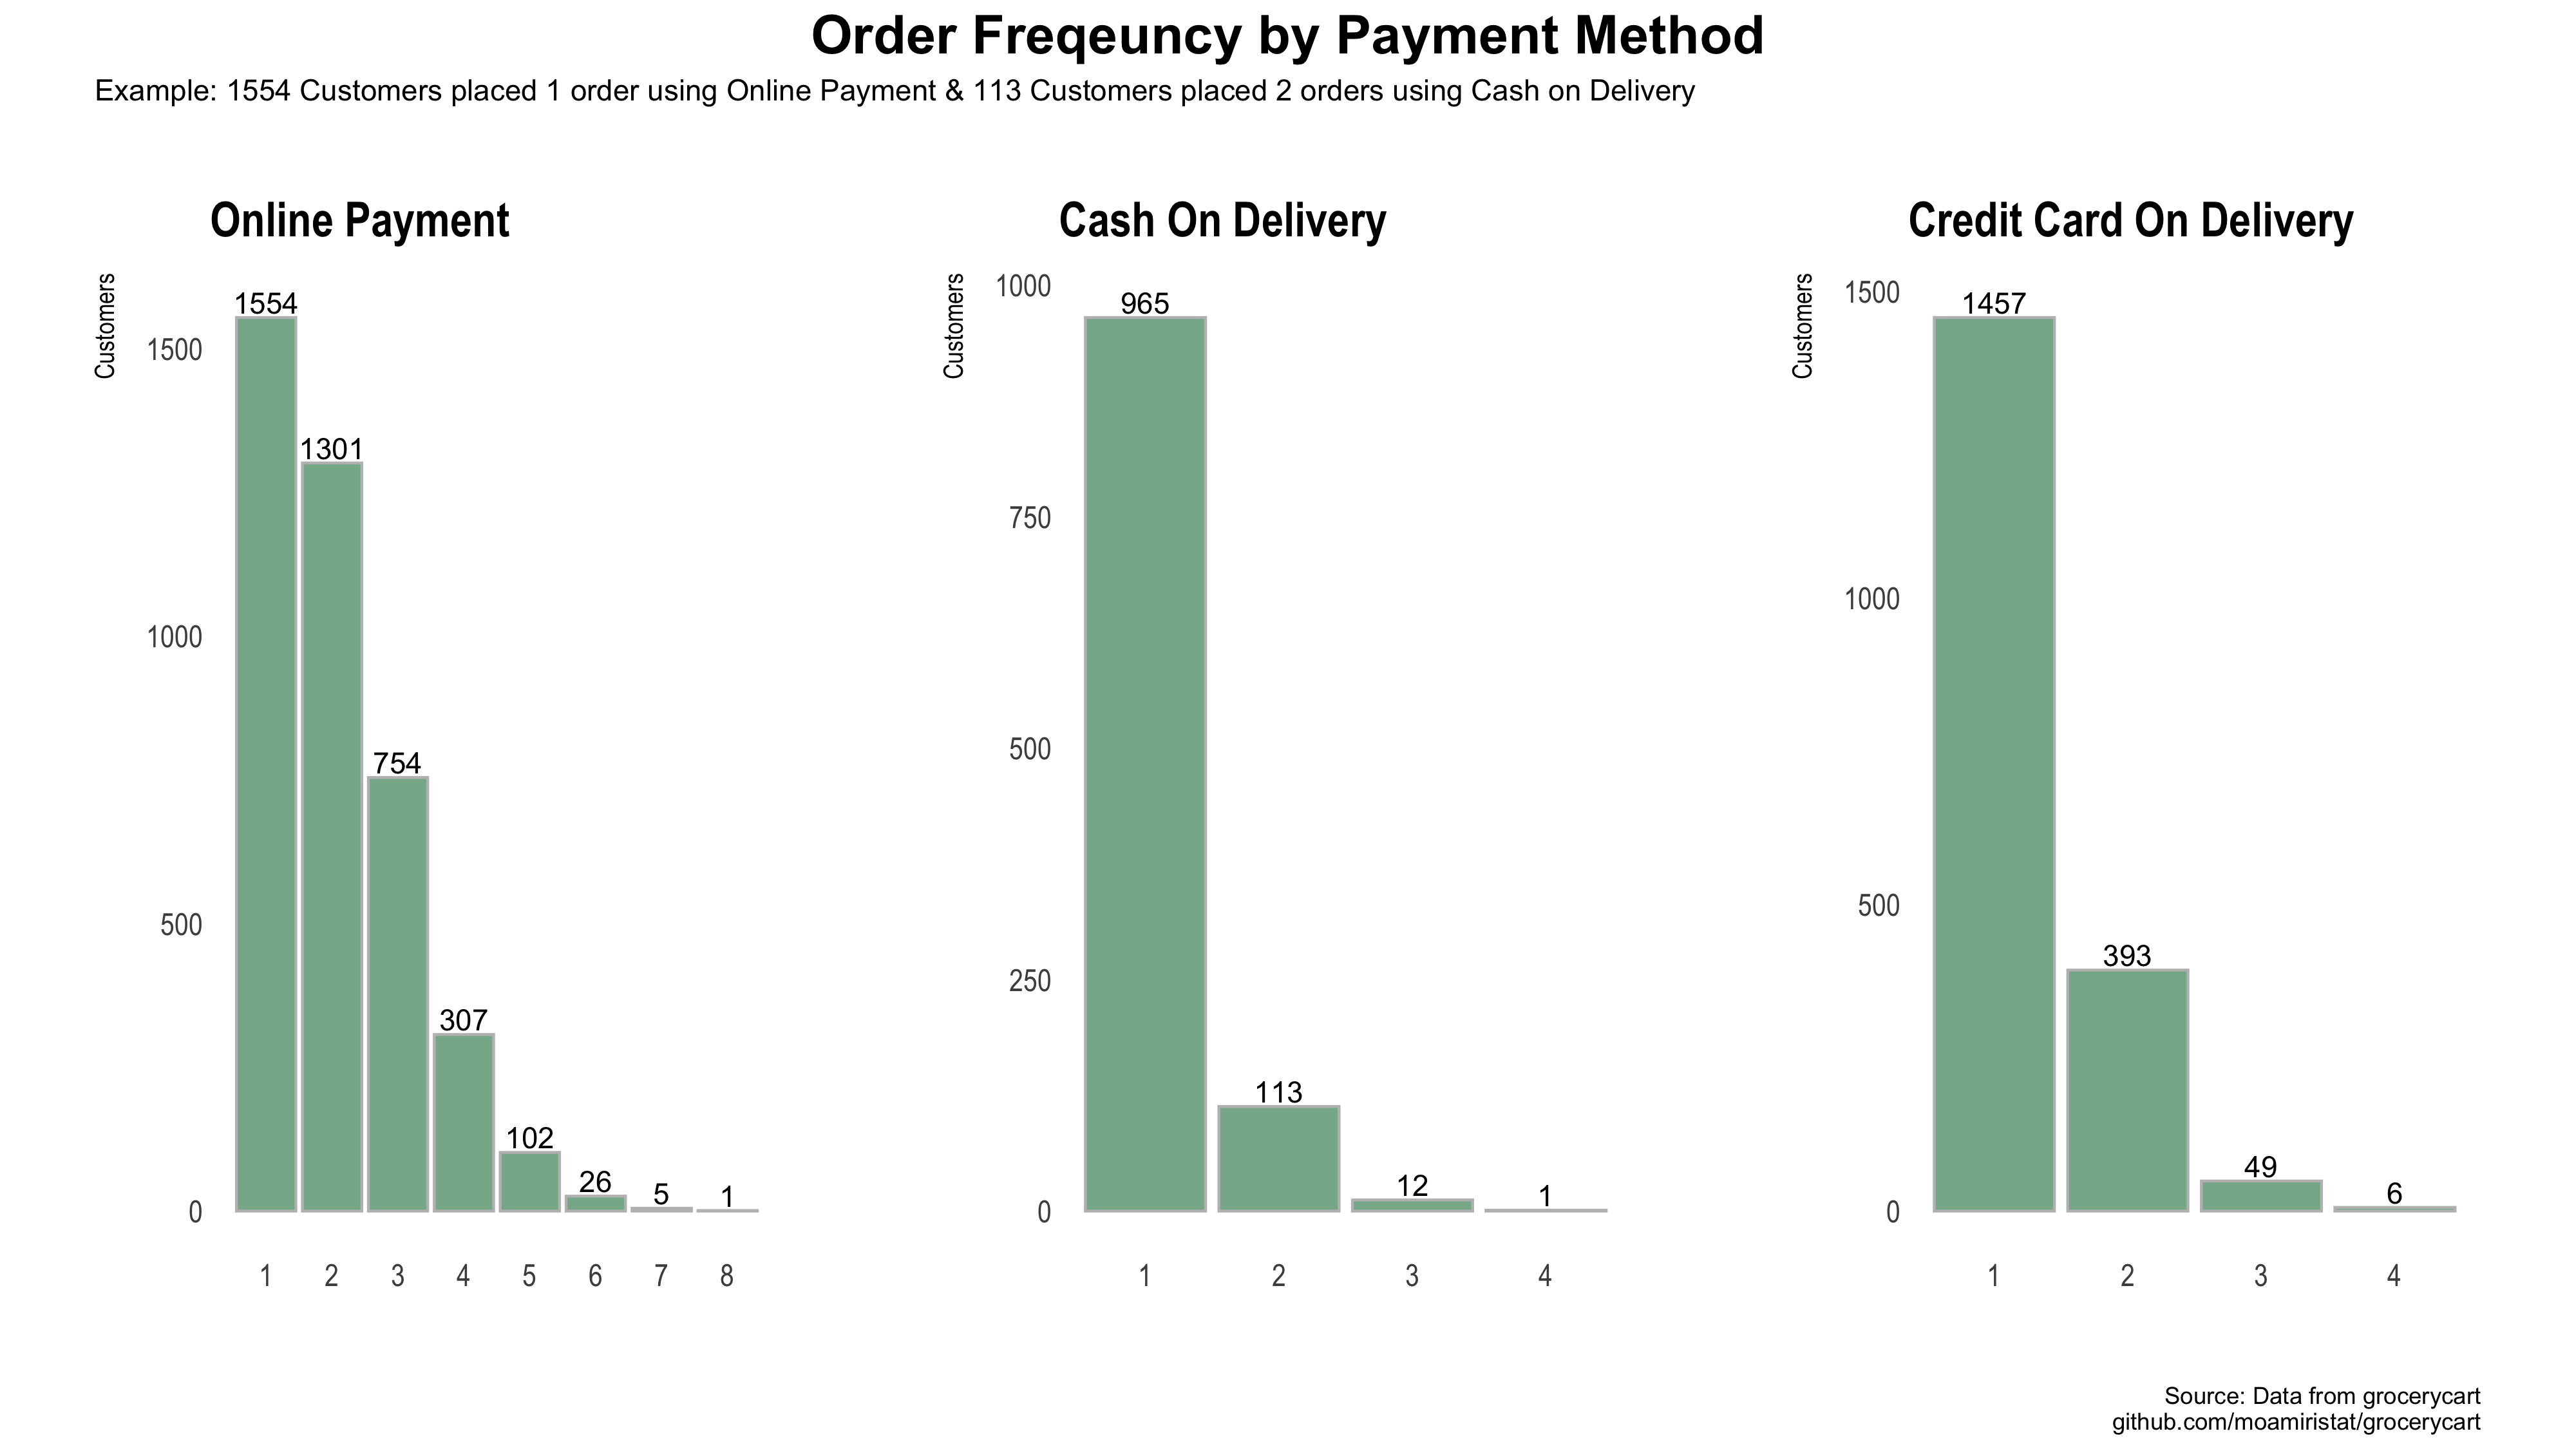 Order Freqeuncy by Payment Method
Example: 1554 Customers placed 1 order using Online Payment & 113 Customers placed 2 orders using Cash on Delivery
Online Payment
Customers
1500
1000
500
0
1554
1301
754
307
102
26
5
1
1 2 3 4 5 6 7 8
Cash On Delivery
Customers
1000
750
500
250
0
965
113
12
1
1 2 3 4
Credit Card On Delivery
Customers
1500
1000
500
0
1457
393
49
6
1 2 3 4
Source: Data from grocerycart
github.com/moamiristat/grocerycart